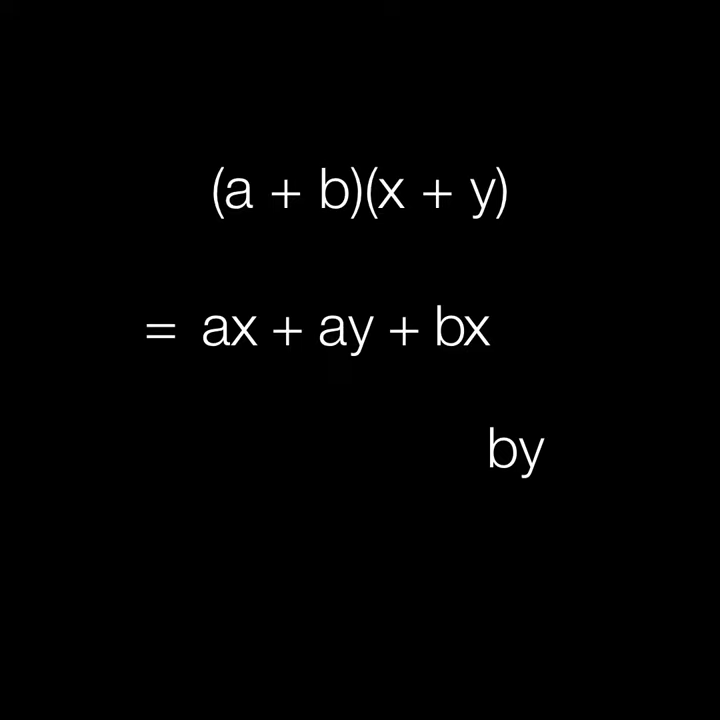 (a + b)(x + y)
= ax + ay + bx
by